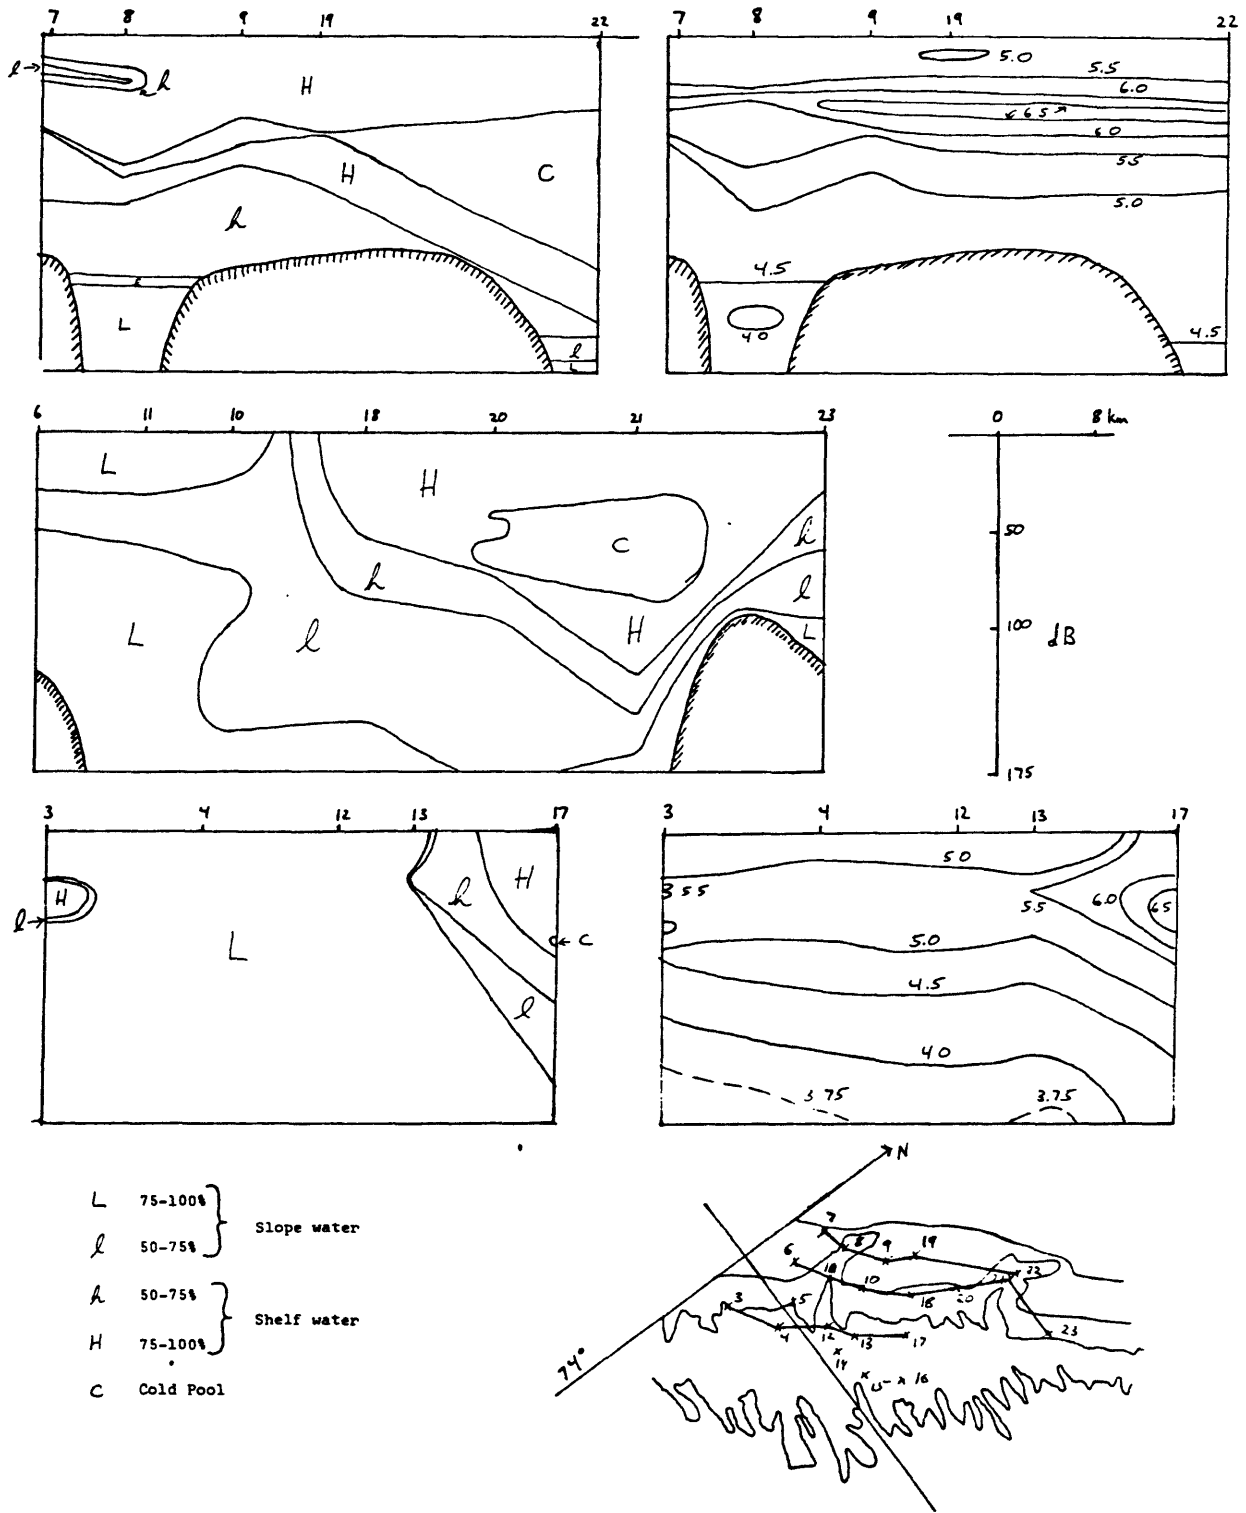 7 8 9 19 22
l → h H
H C
h
L
l
L
7 8 9 19 22
5.0
5.5
6.0
6.5
6.0
5.5
5.0
4.5
4.0
4.5
6 11 10 18 20 21 23
L H
C h
h l
L l H L
0 8 km
50
100
dB
175
3 4 12 13 17
H h H
l → L ← C
l
3 4 12 13 17
5.0
5.5
5.5 6.0 6.5
5.0
4.5
4.0
3.75 3.75
L 75-100%
l 50-75%
Slope water
h 50-75%
H 75-100%
Shelf water
C Cold Pool
N
7
8 9 19
6
10 22
18 20
3 5
4 12 13 17 23
14
16
74°